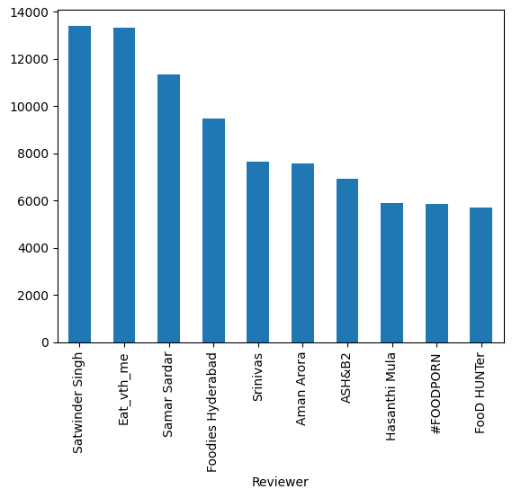 14000
12000
10000
8000
6000
4000
2000
0
Satwinder Singh
Eat_vth_me
Samar Sardar
Foodies Hyderabad
Srinivas
Aman Arora
ASH&B2
Hasanthi Mula
#FOODPORN
FooD HUNTer
Reviewer